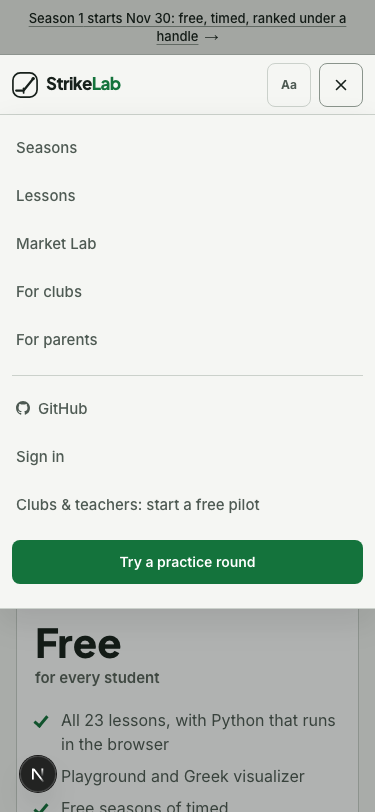 Season 1 starts Nov 30: free, timed, ranked under a
handle →
StrikeLab
Aa
Seasons
Lessons
Market Lab
For clubs
For parents
GitHub
Sign in
Clubs & teachers: start a free pilot
Try a practice round
Free
for every student
All 23 lessons, with Python that runs
in the browser
Playground and Greek visualizer
Free seasons of timed
N